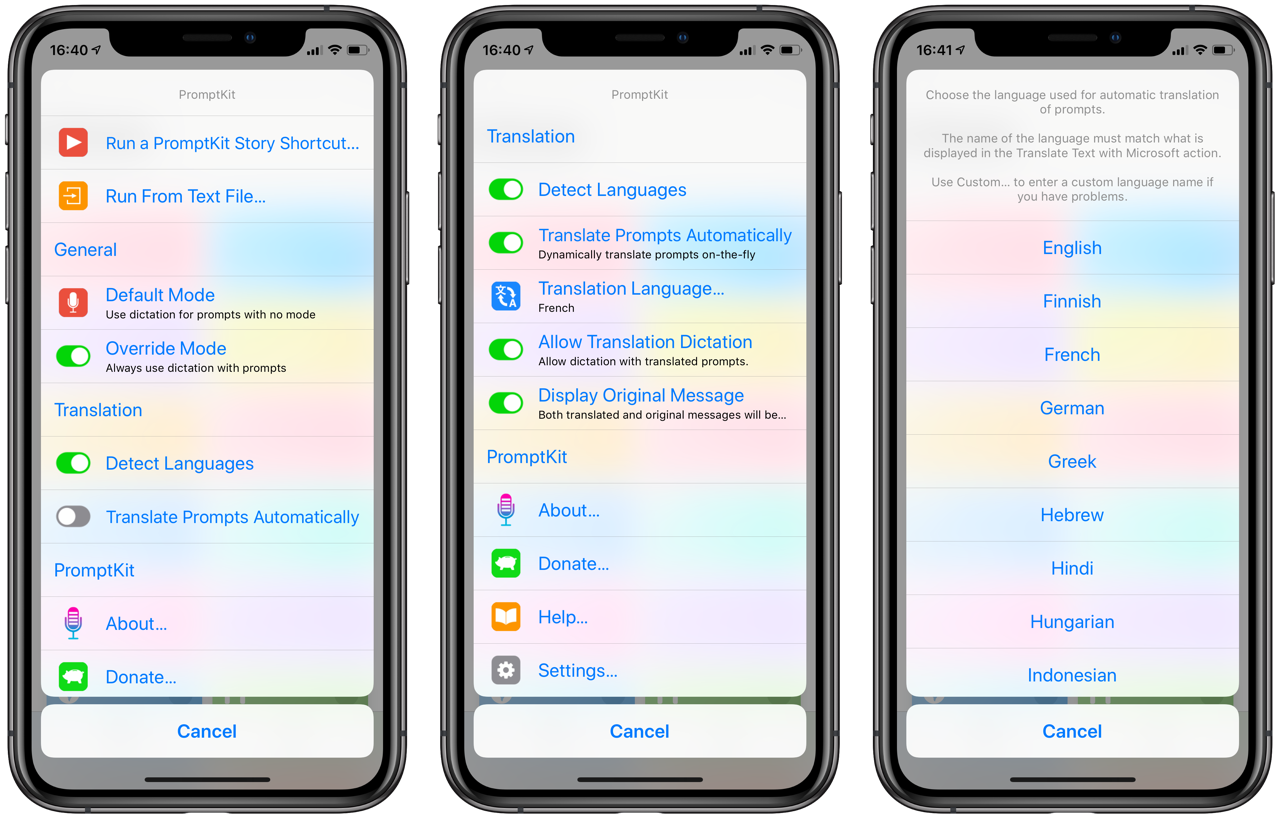 16:40
PromptKit
Run a PromptKit Story Shortcut...
Run From Text File...
General
Default Mode
Use dictation for prompts with no mode
Override Mode
Always use dictation with prompts
Translation
Detect Languages
Translate Prompts Automatically
PromptKit
About...
Donate...
Cancel
16:40
PromptKit
Translation
Detect Languages
Translate Prompts Automatically
Dynamically translate prompts on-the-fly
Translation Language...
French
Allow Translation Dictation
Allow dictation with translated prompts.
Display Original Message
Both translated and original messages will be...
PromptKit
About...
Donate...
Help...
Settings...
Cancel
16:41
Choose the language used for automatic translation
of prompts.
The name of the language must match what is
displayed in the Translate Text with Microsoft action.
Use Custom... to enter a custom language name if
you have problems.
English
Finnish
French
German
Greek
Hebrew
Hindi
Hungarian
Indonesian
Cancel